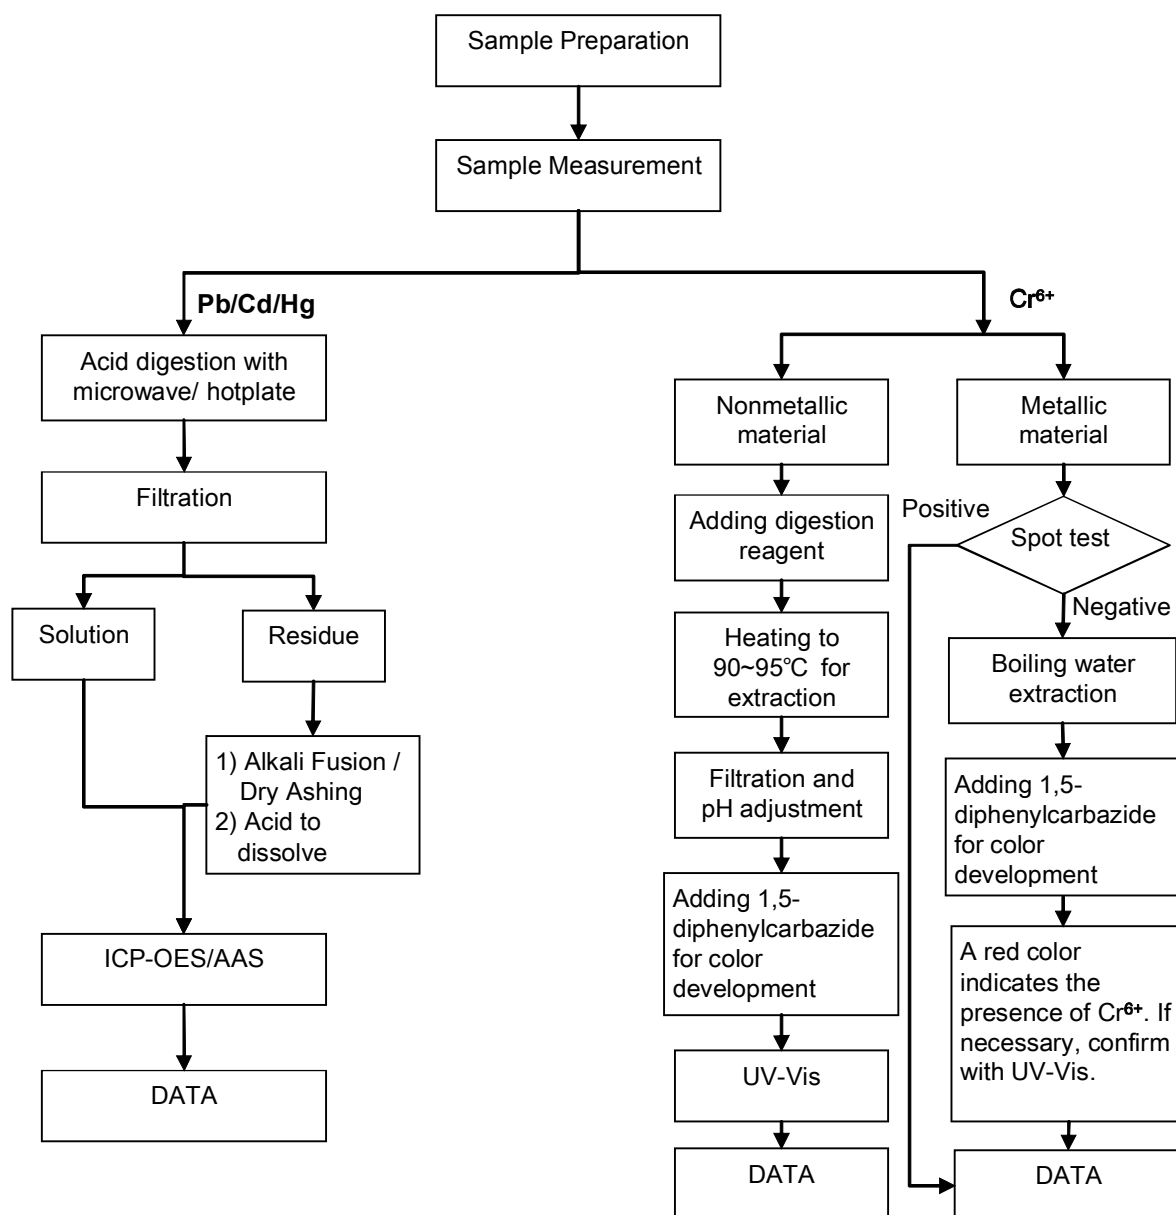 Sample Preparation
Sample Measurement
Pb/Cd/Hg
Acid digestion with
microwave/ hotplate
Filtration
Solution
Residue
1) Alkali Fusion /
Dry Ashing
2) Acid to
dissolve
ICP-OES/AAS
DATA
Cr⁶⁺
Nonmetallic
material
Adding digestion
reagent
Heating to
90~95℃ for
extraction
Filtration and
pH adjustment
Adding 1,5-
diphenylcarbazide
for color
development
UV-Vis
DATA
Metallic
material
Positive
Spot test
Negative
Boiling water
extraction
Adding 1,5-
diphenylcarbazide
for color
development
A red color
indicates the
presence of Cr⁶⁺. If
necessary, confirm
with UV-Vis.
DATA